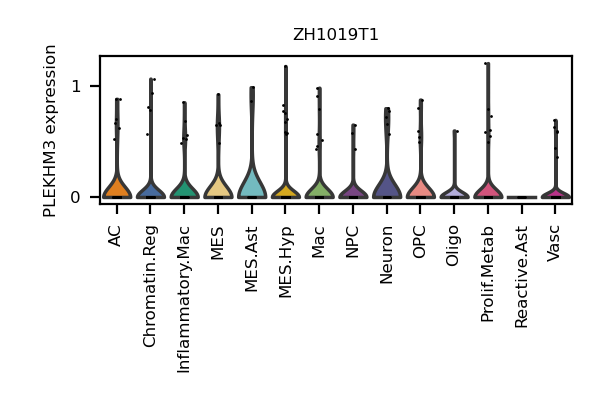 ZH1019T1
PLEKHM3 expression
1
0
AC
Chromatin.Reg
Inflammatory.Mac
MES
MES.Ast
MES.Hyp
Mac
NPC
Neuron
OPC
Oligo
Prolif.Metab
Reactive.Ast
Vasc